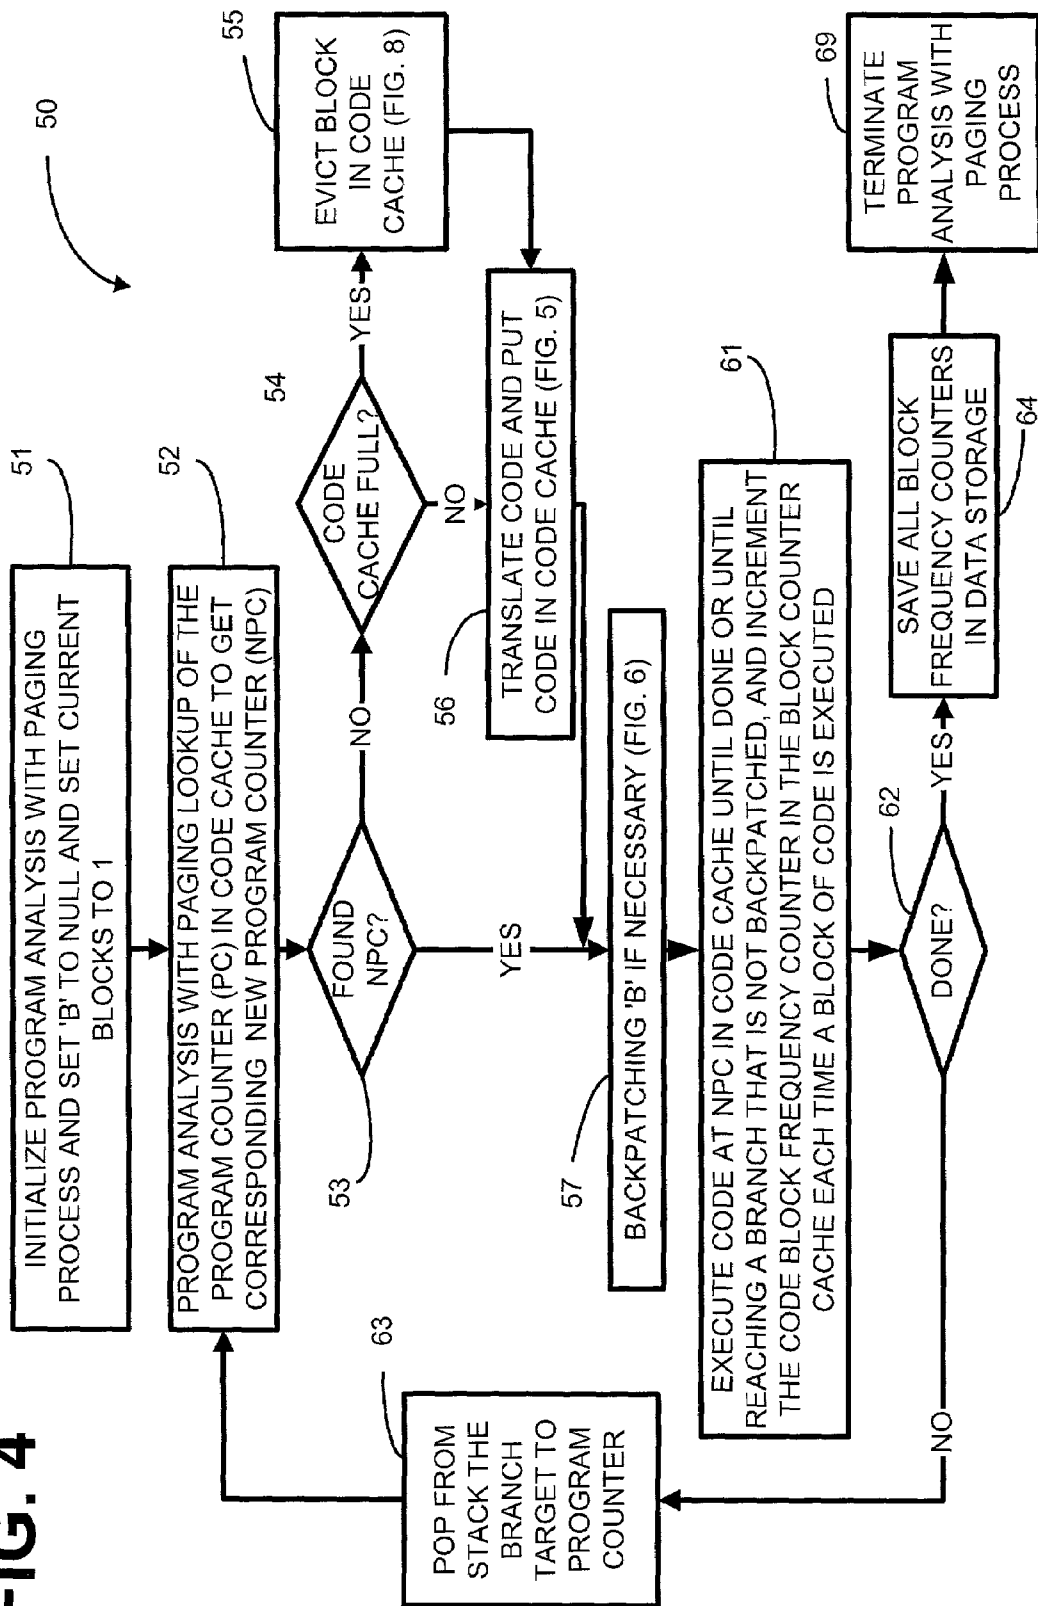 FIG. 4
50
51
INITIALIZE PROGRAM ANALYSIS WITH PAGING
PROCESS AND SET 'B' TO NULL AND SET CURRENT
BLOCKS TO 1
52
PROGRAM ANALYSIS WITH PAGING LOOKUP OF THE
PROGRAM COUNTER (PC) IN CODE CACHE TO GET
CORRESPONDING NEW PROGRAM COUNTER (NPC)
53
FOUND
NPC?
NO
YES
54
CODE
CACHE FULL?
YES
NO
55
EVICT BLOCK
IN CODE
CACHE (FIG. 8)
56
TRANSLATE CODE AND PUT
CODE IN CODE CACHE (FIG. 5)
57
BACKPATCHING 'B' IF NECESSARY (FIG. 6)
61
EXECUTE CODE AT NPC IN CODE CACHE UNTIL DONE OR UNTIL
REACHING A BRANCH THAT IS NOT BACKPATCHED, AND INCREMENT
THE CODE BLOCK FREQUENCY COUNTER IN THE BLOCK COUNTER
CACHE EACH TIME A BLOCK OF CODE IS EXECUTED
62
DONE?
NO
YES
63
POP FROM
STACK THE
BRANCH
TARGET TO
PROGRAM
COUNTER
SAVE ALL BLOCK
FREQUENCY COUNTERS
IN DATA STORAGE
64
69
TERMINATE
PROGRAM
ANALYSIS WITH
PAGING
PROCESS